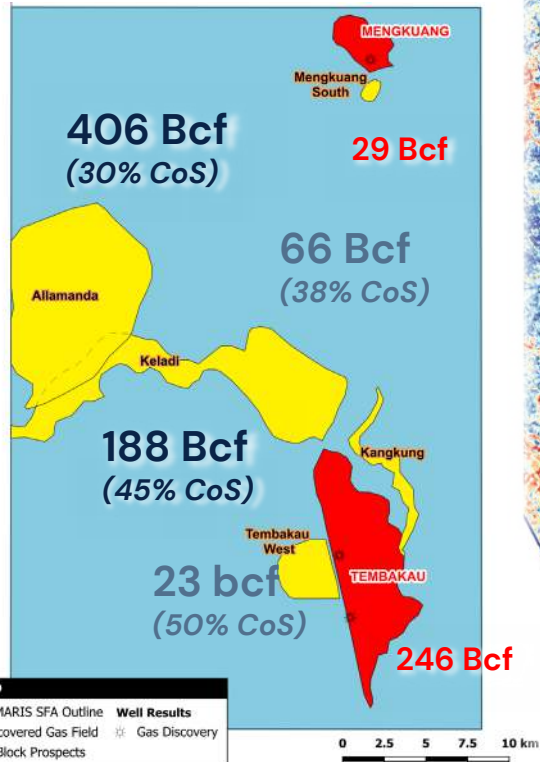 MENGKUANG
Mengkuang
South
406 Bcf
(30% CoS)
29 Bcf
66 Bcf
(38% CoS)
Allamanda
Keladi
188 Bcf
(45% CoS)
Kangkung
Tembakau
West
23 bcf
(50% CoS)
TEMBAKAU
246 Bcf
MARIS SFA Outline Well Results
covered Gas Field Gas Discovery
Block Prospects
0 2.5 5 7.5 10 km